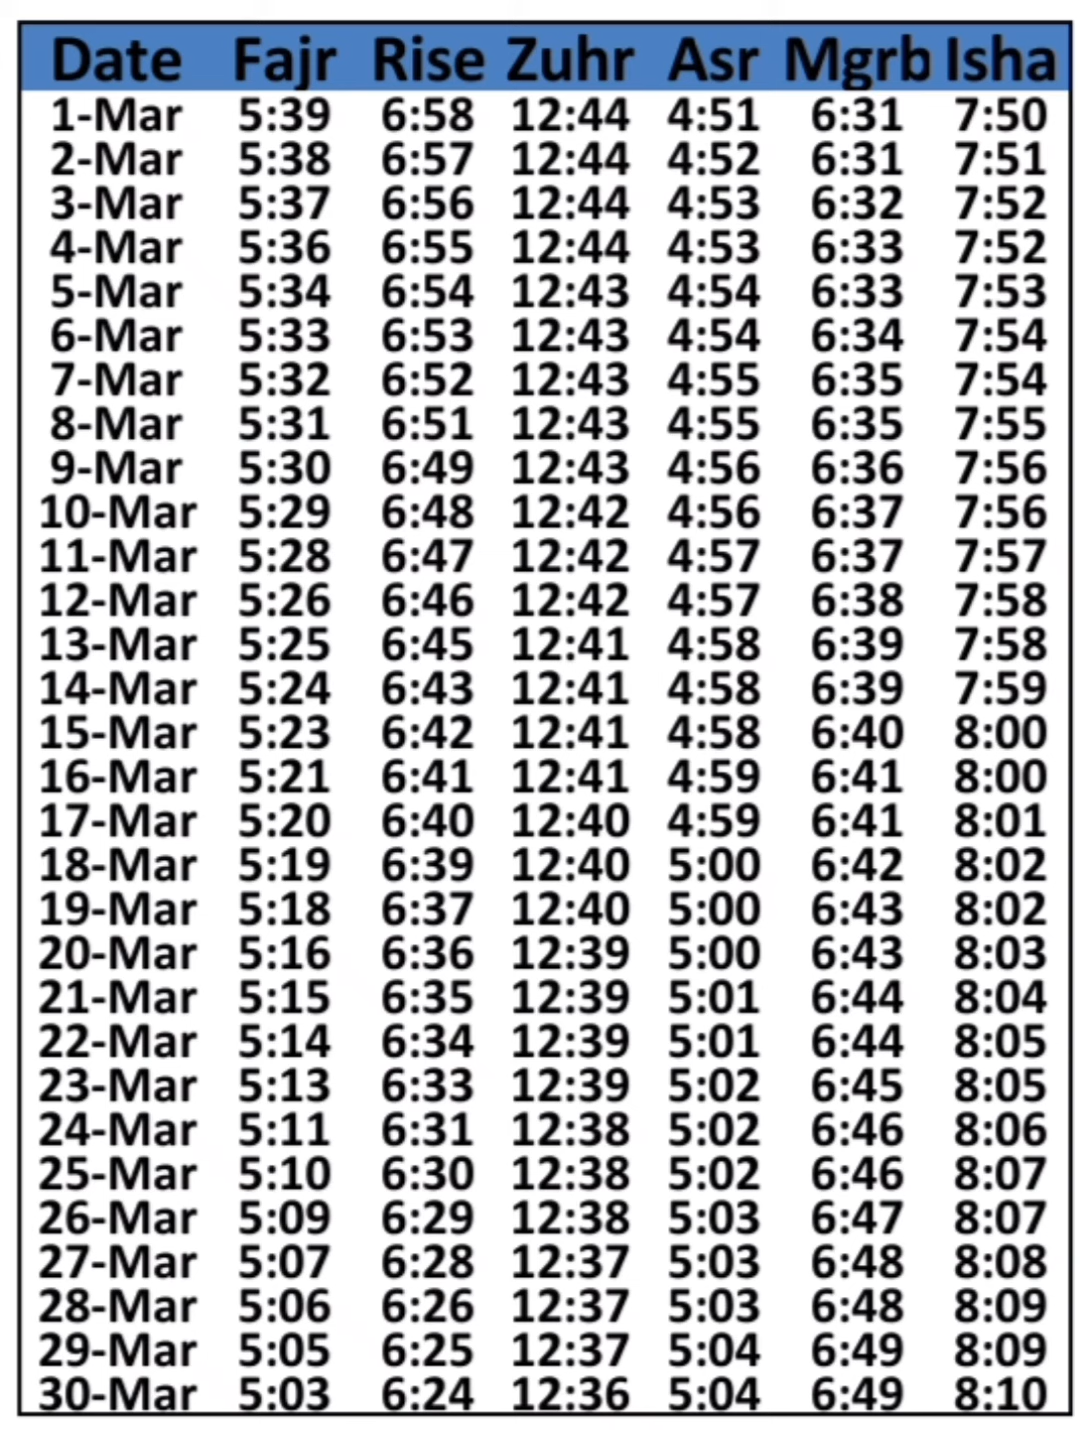 Date Fajr Rise Zuhr Asr Mgrb Isha
1-Mar 5:39 6:58 12:44 4:51 6:31 7:50
2-Mar 5:38 6:57 12:44 4:52 6:31 7:51
3-Mar 5:37 6:56 12:44 4:53 6:32 7:52
4-Mar 5:36 6:55 12:44 4:53 6:33 7:52
5-Mar 5:34 6:54 12:43 4:54 6:33 7:53
6-Mar 5:33 6:53 12:43 4:54 6:34 7:54
7-Mar 5:32 6:52 12:43 4:55 6:35 7:54
8-Mar 5:31 6:51 12:43 4:55 6:35 7:55
9-Mar 5:30 6:49 12:43 4:56 6:36 7:56
10-Mar 5:29 6:48 12:42 4:56 6:37 7:56
11-Mar 5:28 6:47 12:42 4:57 6:37 7:57
12-Mar 5:26 6:46 12:42 4:57 6:38 7:58
13-Mar 5:25 6:45 12:41 4:58 6:39 7:58
14-Mar 5:24 6:43 12:41 4:58 6:39 7:59
15-Mar 5:23 6:42 12:41 4:58 6:40 8:00
16-Mar 5:21 6:41 12:41 4:59 6:41 8:00
17-Mar 5:20 6:40 12:40 4:59 6:41 8:01
18-Mar 5:19 6:39 12:40 5:00 6:42 8:02
19-Mar 5:18 6:37 12:40 5:00 6:43 8:02
20-Mar 5:16 6:36 12:39 5:00 6:43 8:03
21-Mar 5:15 6:35 12:39 5:01 6:44 8:04
22-Mar 5:14 6:34 12:39 5:01 6:44 8:05
23-Mar 5:13 6:33 12:39 5:02 6:45 8:05
24-Mar 5:11 6:31 12:38 5:02 6:46 8:06
25-Mar 5:10 6:30 12:38 5:02 6:46 8:07
26-Mar 5:09 6:29 12:38 5:03 6:47 8:07
27-Mar 5:07 6:28 12:37 5:03 6:48 8:08
28-Mar 5:06 6:26 12:37 5:03 6:48 8:09
29-Mar 5:05 6:25 12:37 5:04 6:49 8:09
30-Mar 5:03 6:24 12:36 5:04 6:49 8:10